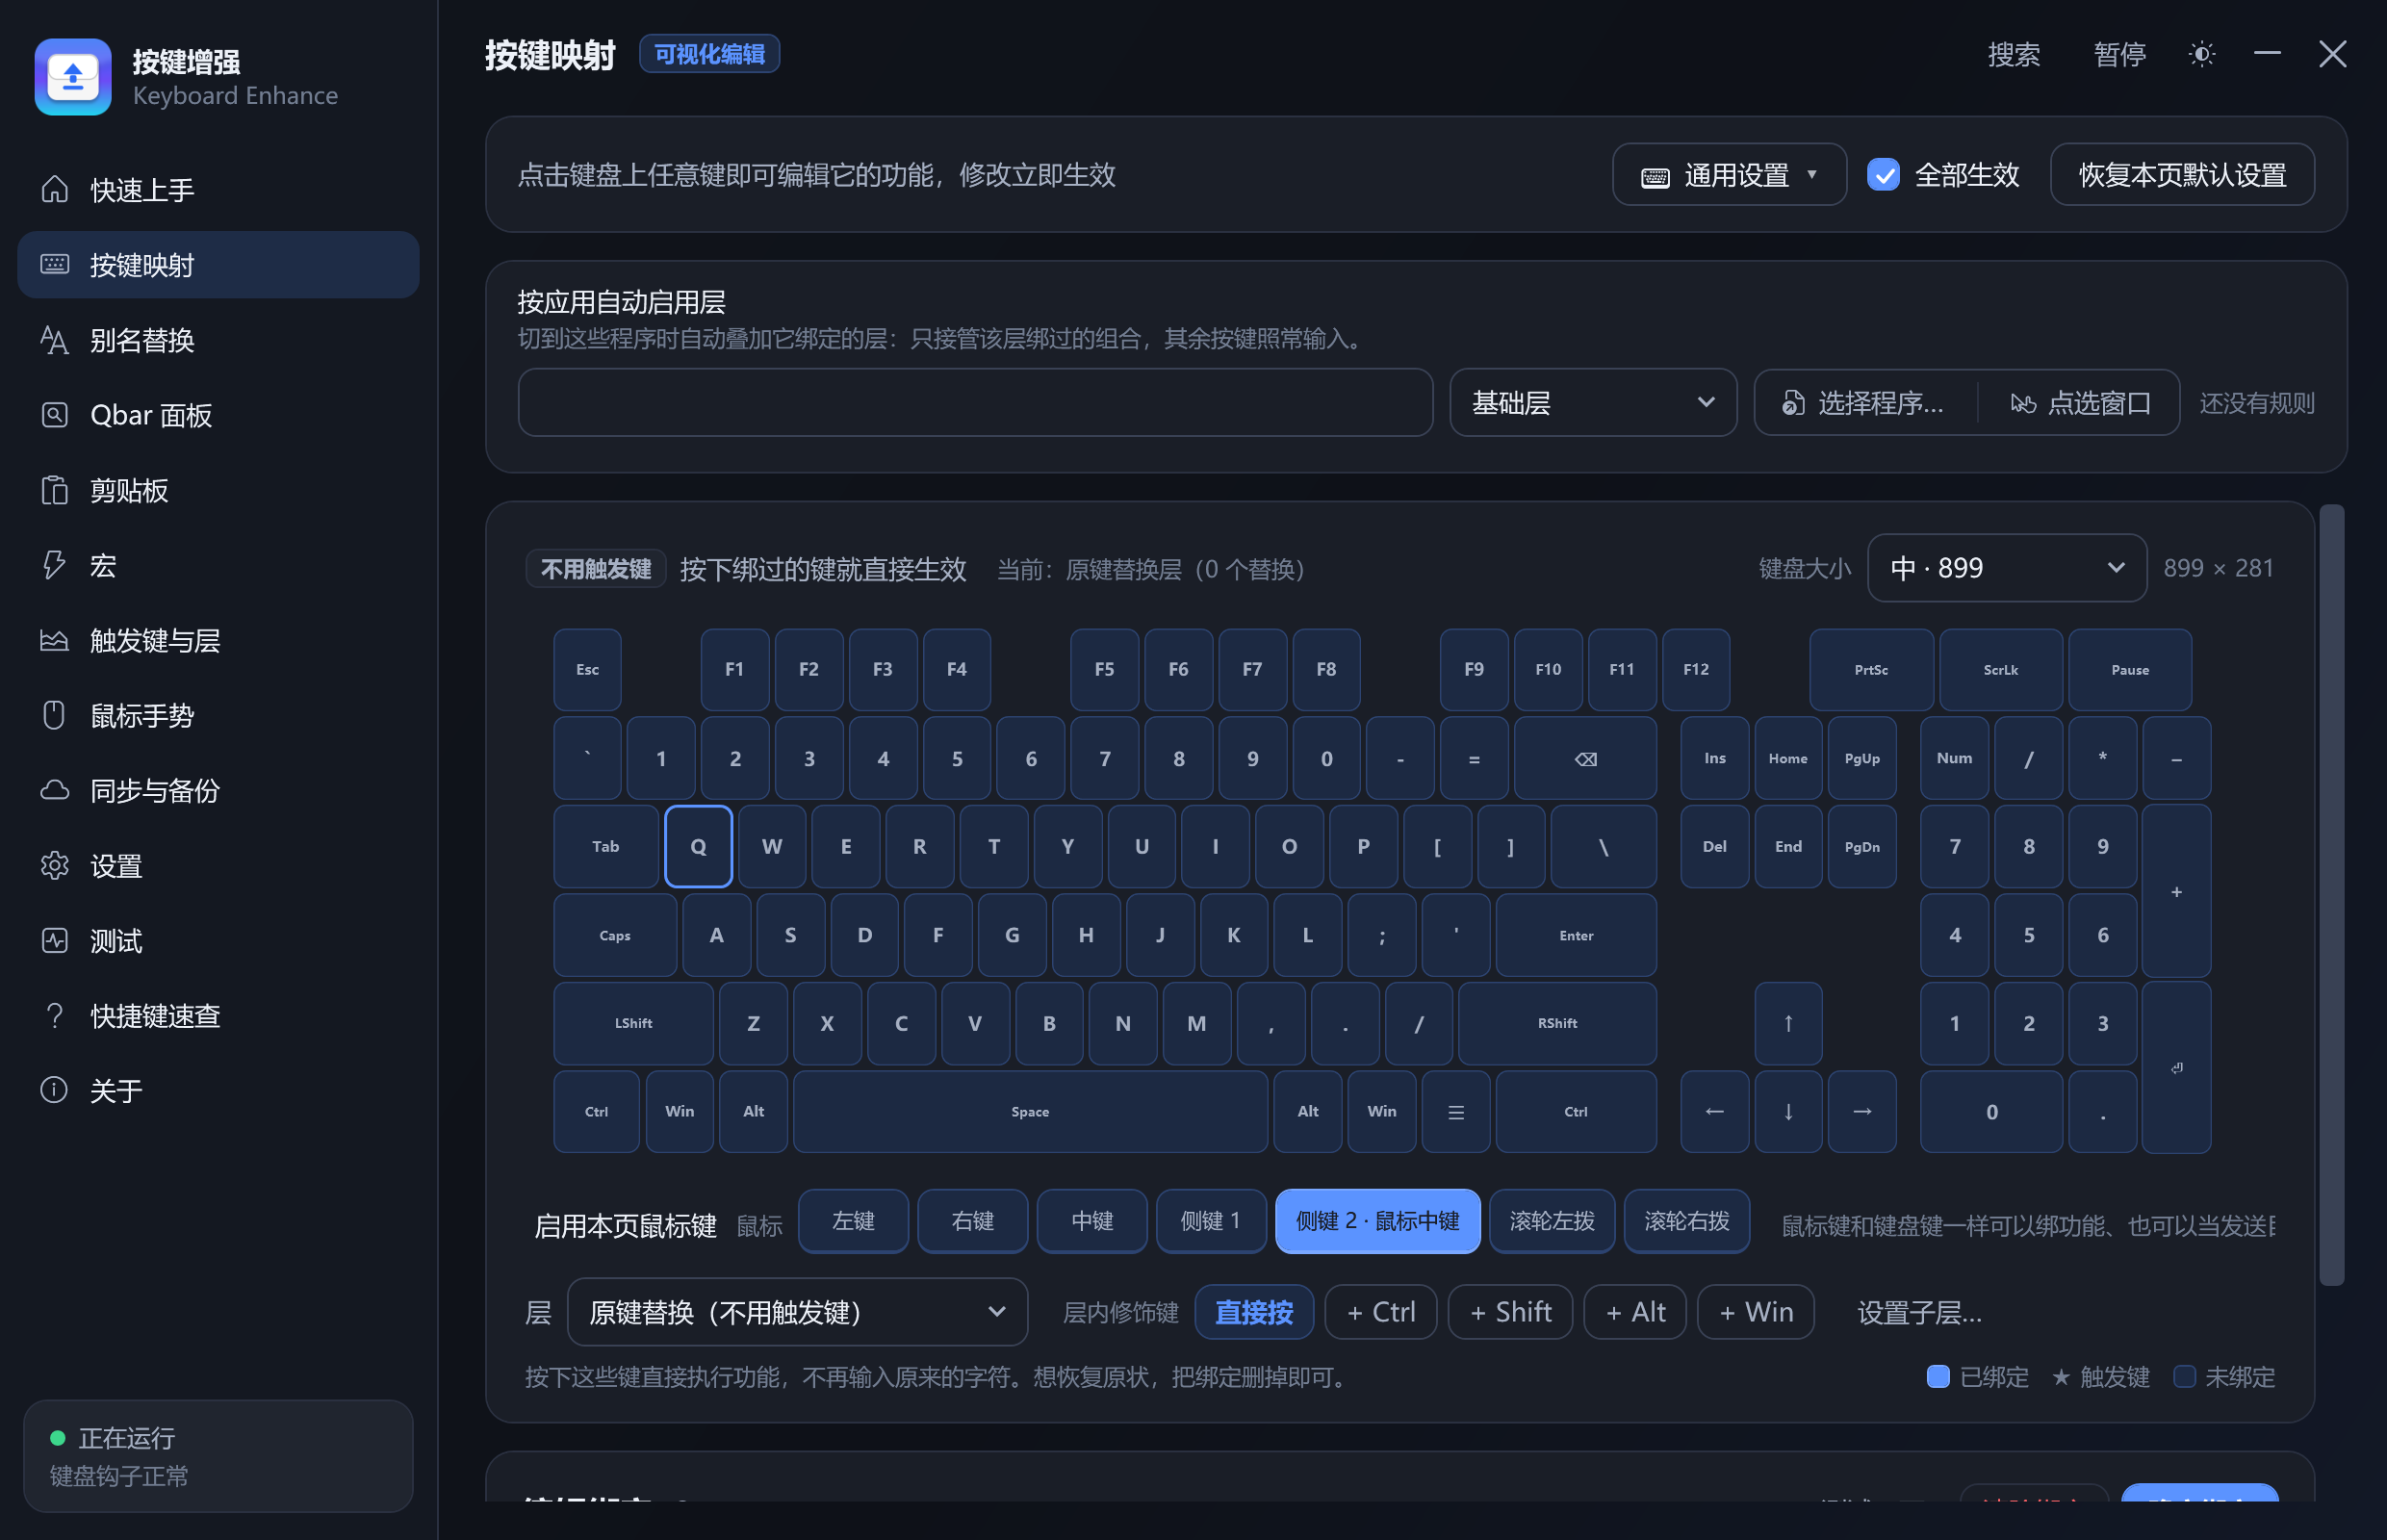 按键增强
Keyboard Enhance
快速上手
按键映射
别名替换
Qbar 面板
剪贴板
宏
触发键与层
鼠标手势
同步与备份
设置
测试
快捷键速查
关于
正在运行
键盘钩子正常
按键映射 可视化编辑 搜索 暂停
点击键盘上任意键即可编辑它的功能，修改立即生效 通用设置 ▼ 全部生效 恢复本页默认设置
按应用自动启用层
切到这些程序时自动叠加它绑定的层：只接管该层绑过的组合，其余按键照常输入。
基础层 选择程序... 点选窗口 还没有规则
不用触发键 按下绑过的键就直接生效 当前：原键替换层（0 个替换） 键盘大小 中 · 899 899 × 281
Esc F1 F2 F3 F4 F5 F6 F7 F8 F9 F10 F11 F12 PrtSc ScrLk Pause
` 1 2 3 4 5 6 7 8 9 0 - = ⌫ Ins Home PgUp Num / * −
Tab Q W E R T Y U I O P [ ] \ Del End PgDn 7 8 9 +
Caps A S D F G H J K L ; ' Enter 4 5 6
LShift Z X C V B N M , . / RShift ↑ 1 2 3 ⏎
Ctrl Win Alt Space Alt Win ☰ Ctrl ← ↓ → 0 .
启用本页鼠标键 鼠标 左键 右键 中键 侧键 1 侧键 2 · 鼠标中键 滚轮左拨 滚轮右拨 鼠标键和键盘键一样可以绑功能、也可以当发送
层 原键替换（不用触发键） 层内修饰键 直接按 + Ctrl + Shift + Alt + Win 设置子层...
按下这些键直接执行功能，不再输入原来的字符。想恢复原状，把绑定删掉即可。 已绑定 ★ 触发键 未绑定